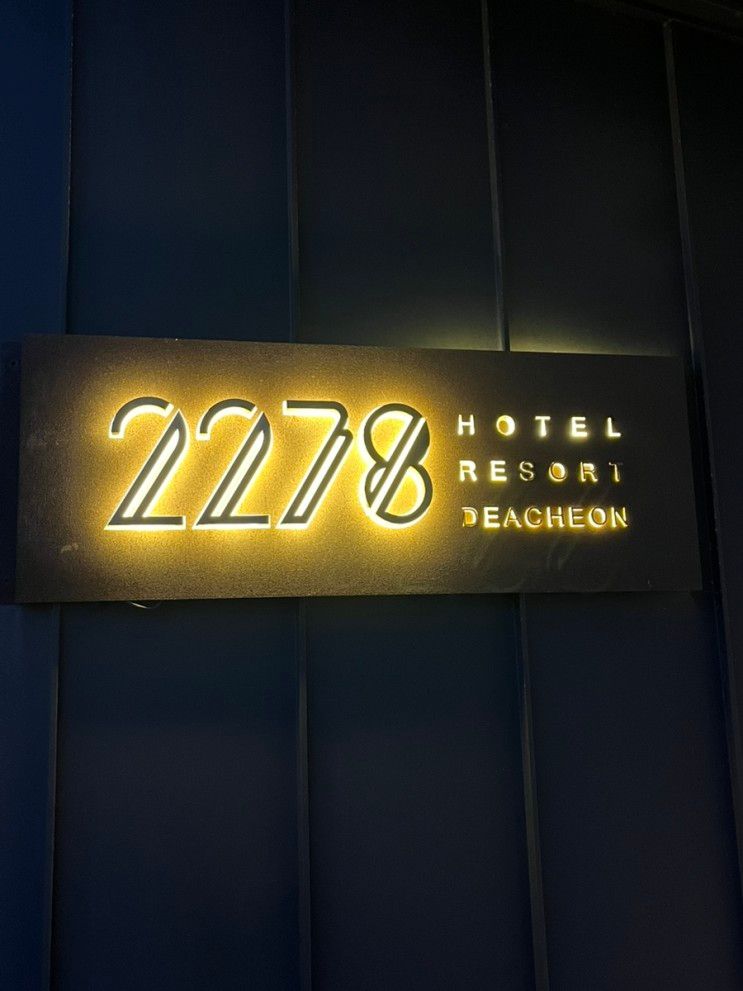 2278
HOTEL
RESORT
DEACHEON